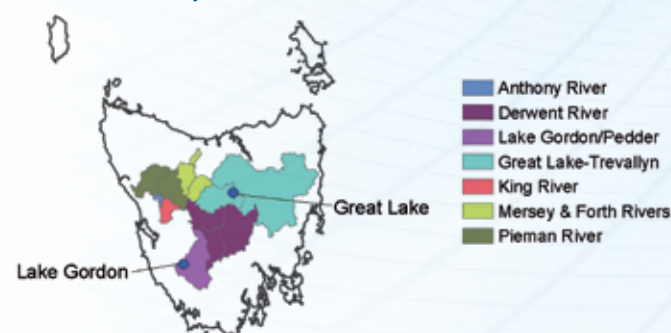 Anthony River
Derwent River
Lake Gordon/Pedder
Great Lake-Trevallyn
King River
Mersey & Forth Rivers
Pieman River
Great Lake
Lake Gordon